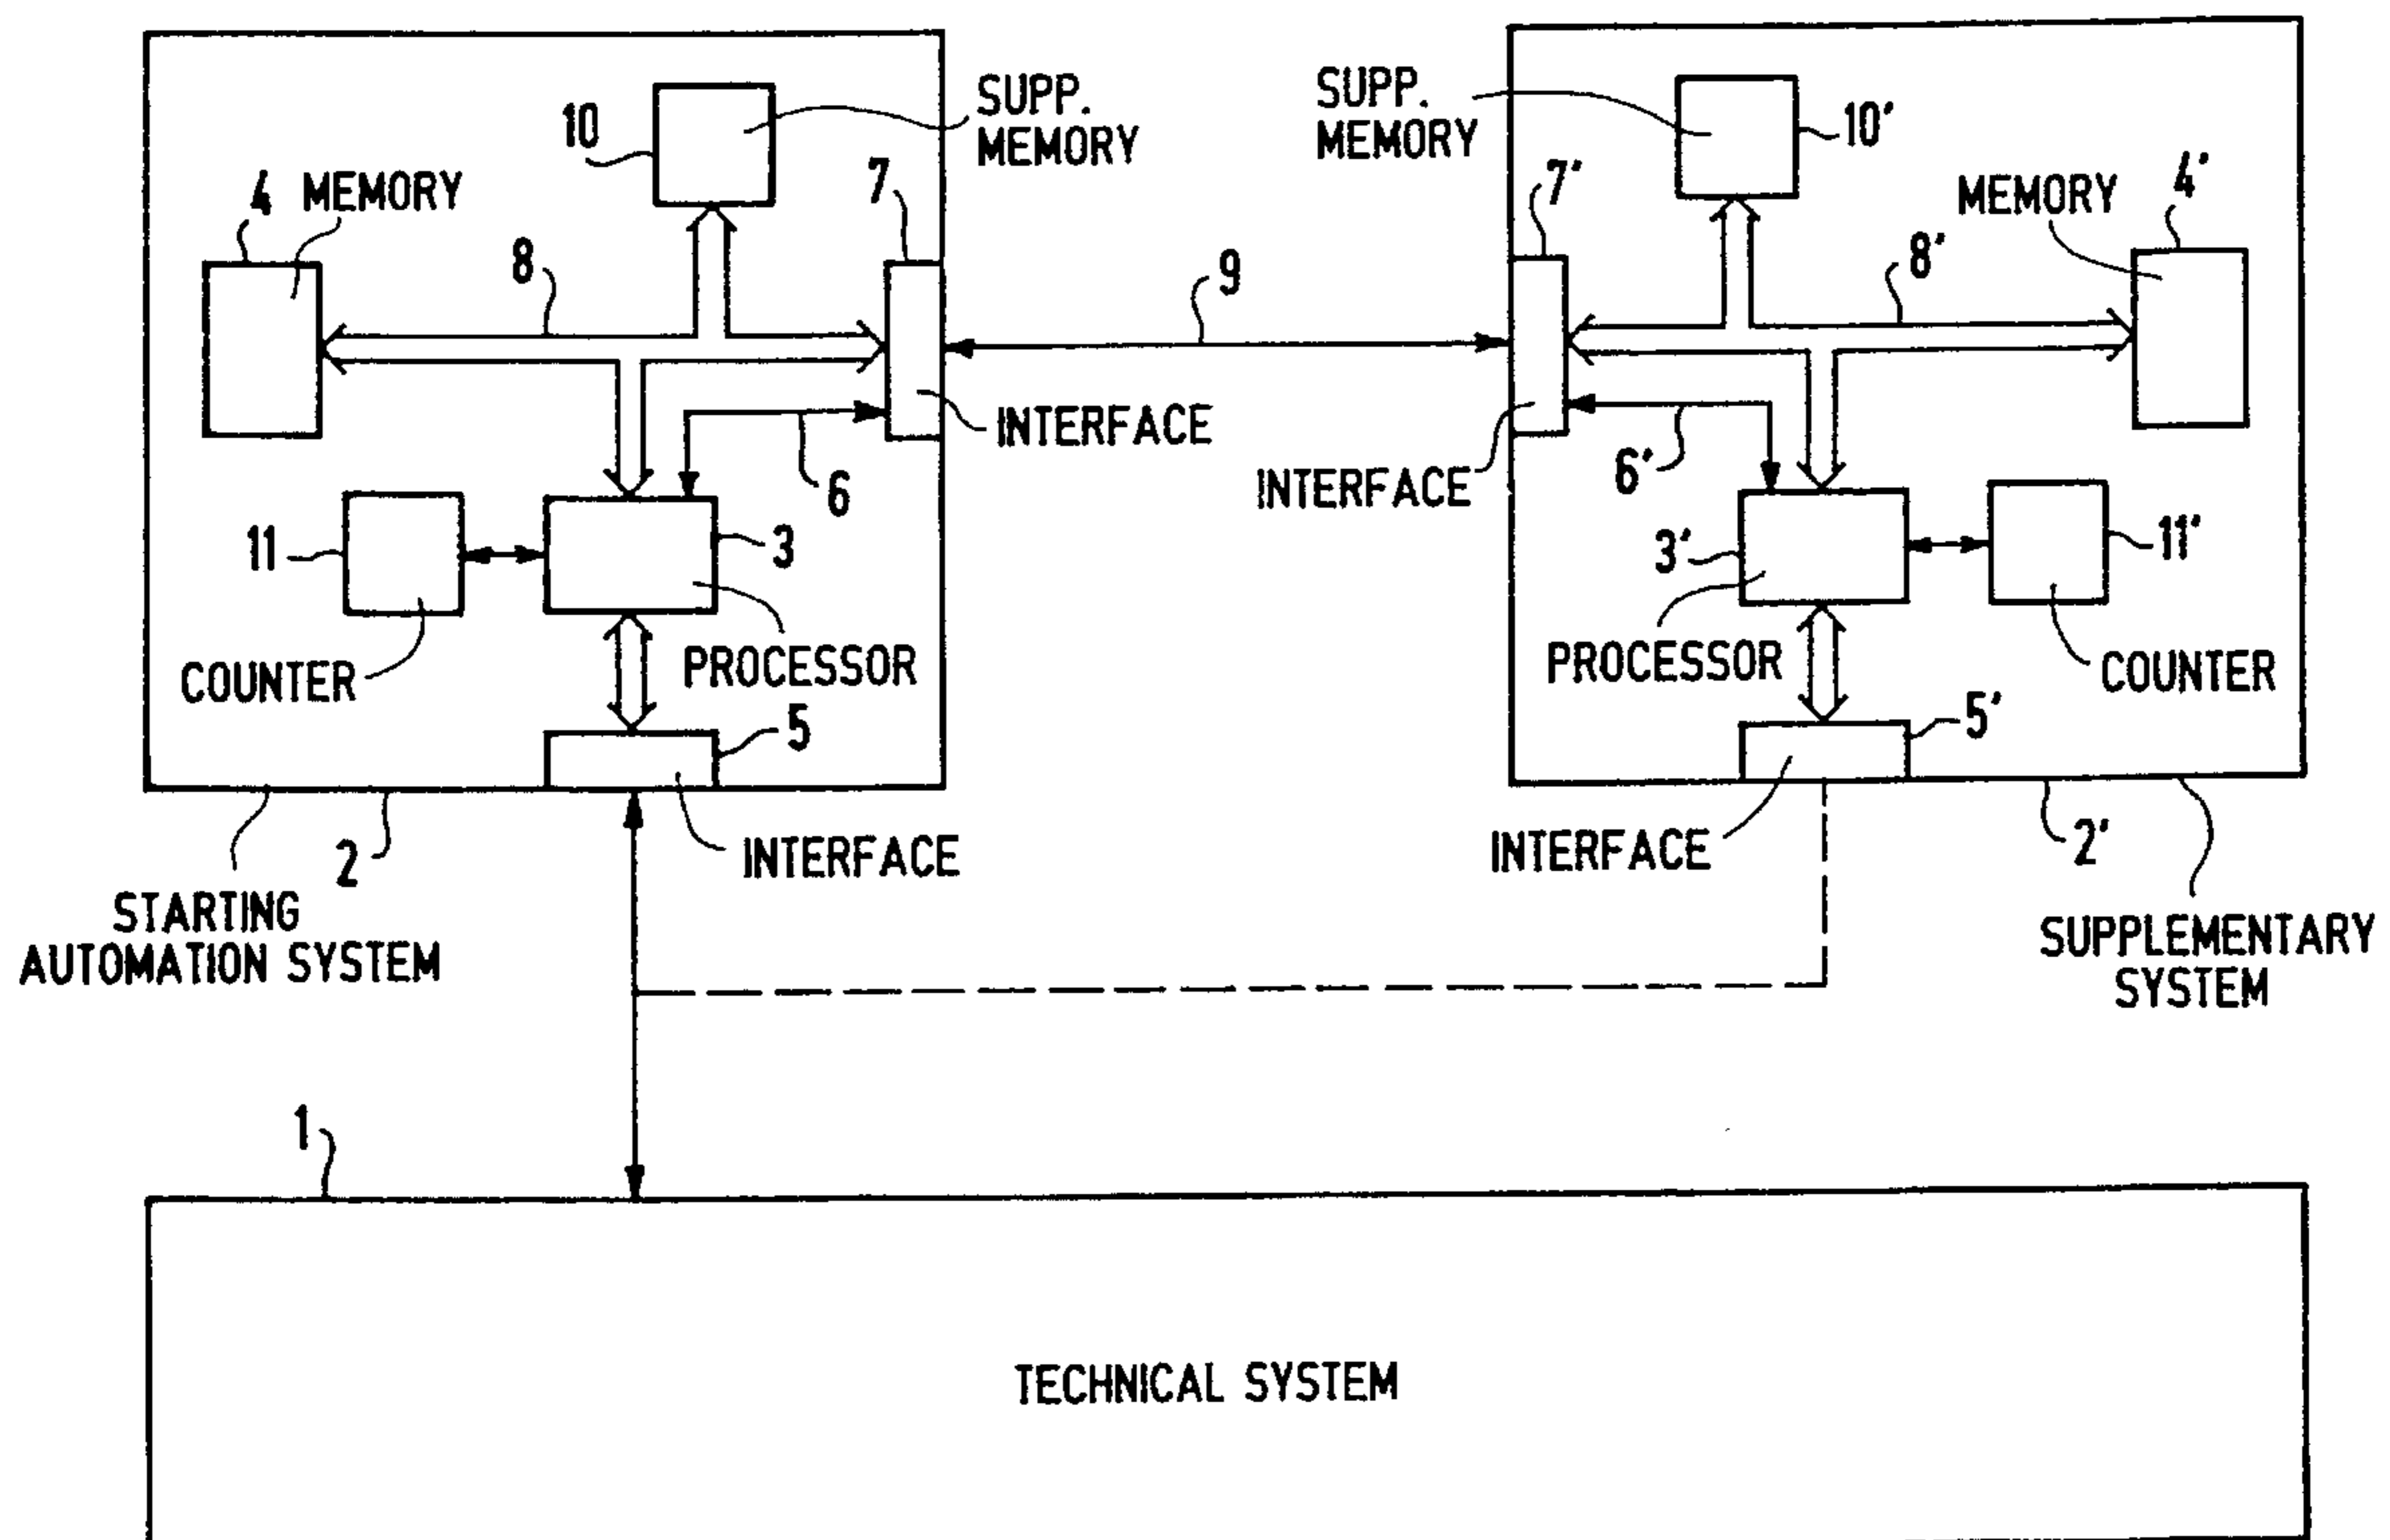 SUPP.
MEMORY
10
4 MEMORY
7
8
INTERFACE
6
11
3
COUNTER
PROCESSOR
5
INTERFACE
2
STARTING
AUTOMATION SYSTEM
9
SUPP.
MEMORY
10'
7'
MEMORY
4'
8'
INTERFACE
6'
3'
11'
PROCESSOR
COUNTER
5'
INTERFACE
2'
SUPPLEMENTARY
SYSTEM
1
TECHNICAL SYSTEM